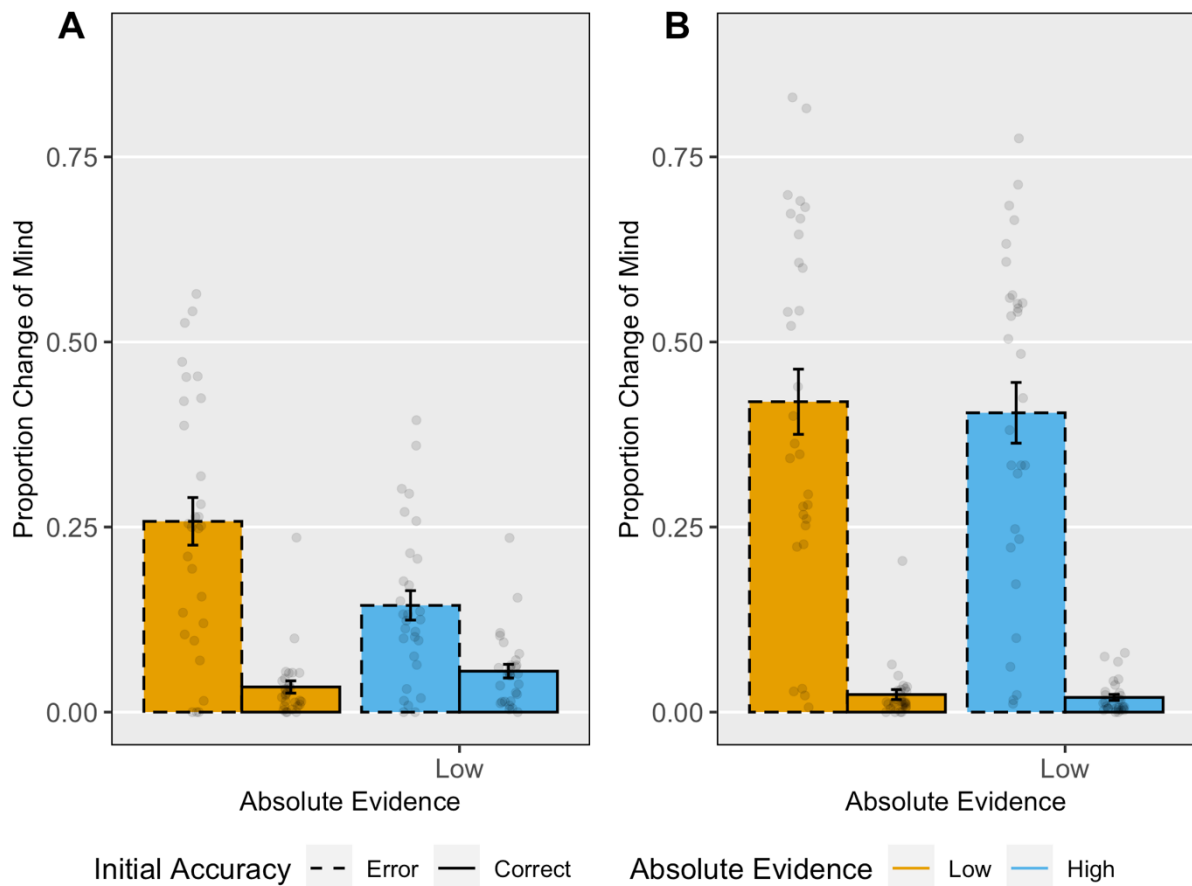 A
B
Proportion Change of Mind
0.75
0.50
0.25
0.00
Low
Absolute Evidence
Proportion Change of Mind
0.75
0.50
0.25
0.00
Low
Absolute Evidence
Initial Accuracy Error Correct Absolute Evidence Low High